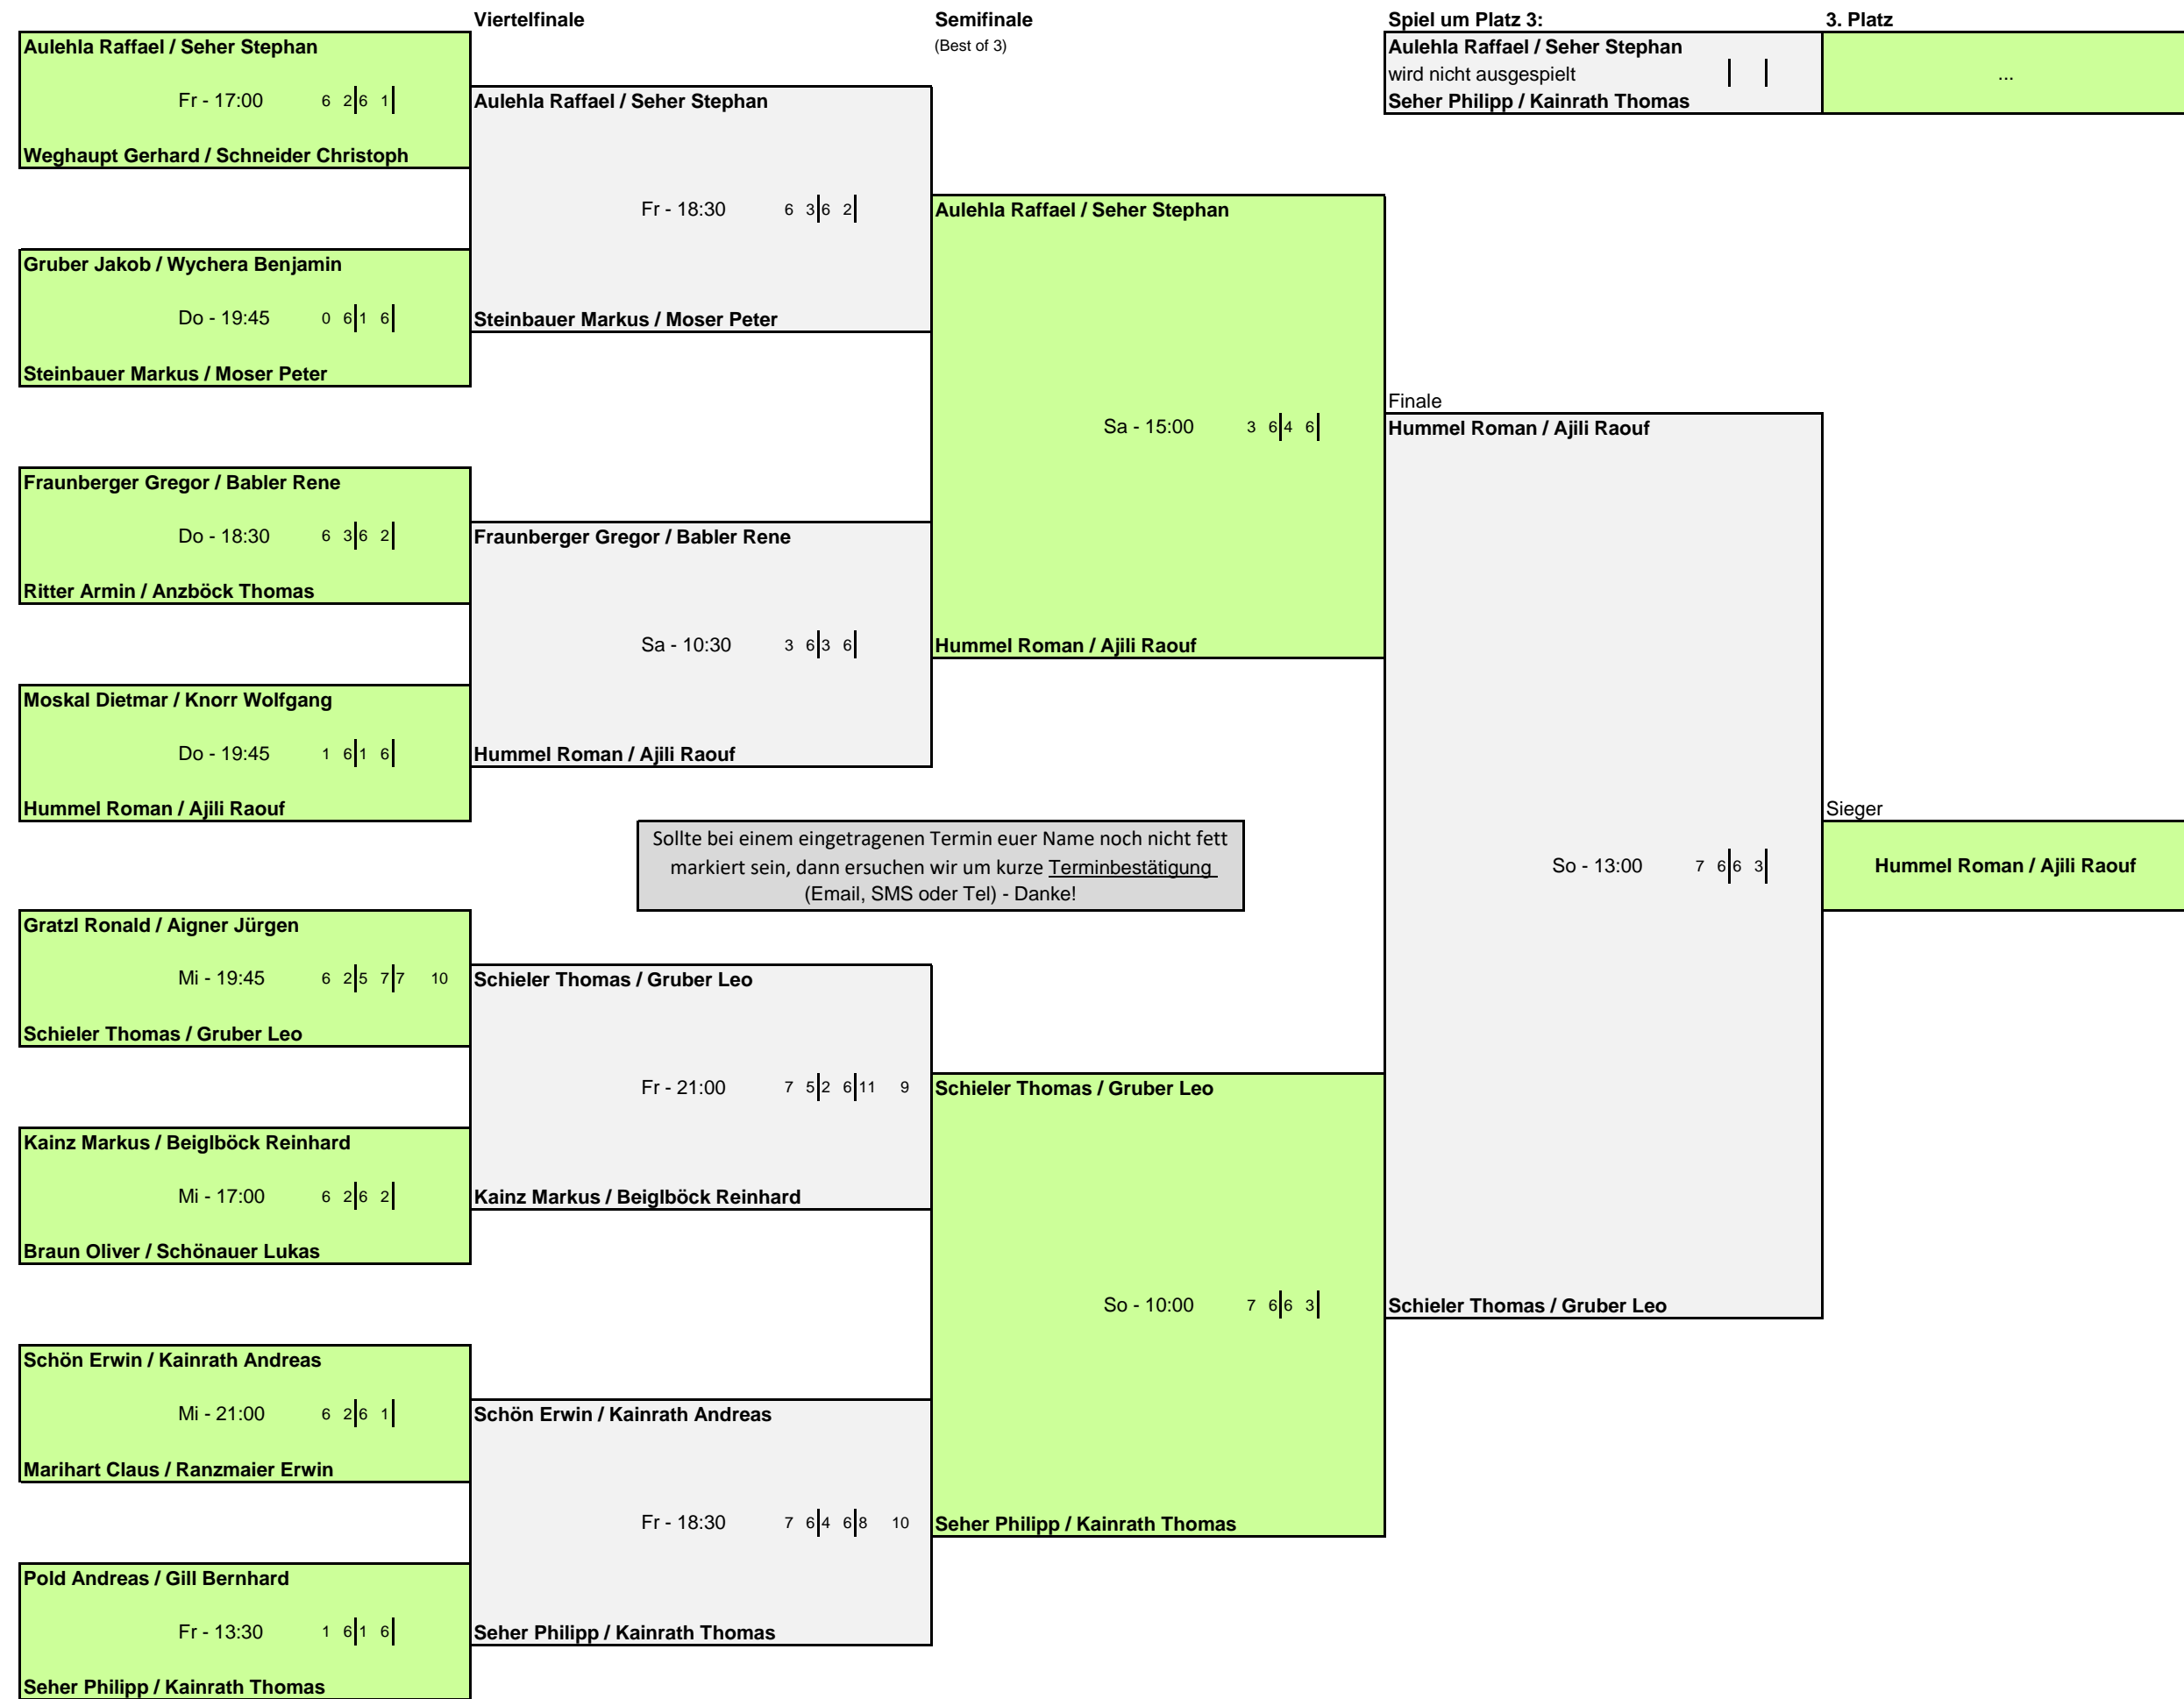 Viertelfinale
Semifinale
(Best of 3)
Spiel um Platz 3:
3. Platz
Aulehla Raffael / Seher Stephan
Fr - 17:00 6 2 6 1
Weghaupt Gerhard / Schneider Christoph
Gruber Jakob / Wychera Benjamin
Do - 19:45 0 6 1 6
Steinbauer Markus / Moser Peter
Fraunberger Gregor / Babler Rene
Do - 18:30 6 3 6 2
Ritter Armin / Anzböck Thomas
Moskal Dietmar / Knorr Wolfgang
Do - 19:45 1 6 1 6
Hummel Roman / Ajili Raouf
Gratzl Ronald / Aigner Jürgen
Mi - 19:45 6 2 5 7 7 10
Schieler Thomas / Gruber Leo
Kainz Markus / Beiglböck Reinhard
Mi - 17:00 6 2 6 2
Braun Oliver / Schönauer Lukas
Schön Erwin / Kainrath Andreas
Mi - 21:00 6 2 6 1
Marihart Claus / Ranzmaier Erwin
Pold Andreas / Gill Bernhard
Fr - 13:30 1 6 1 6
Seher Philipp / Kainrath Thomas
Aulehla Raffael / Seher Stephan
Fr - 18:30 6 3 6 2
Steinbauer Markus / Moser Peter
Fraunberger Gregor / Babler Rene
Sa - 10:30 3 6 3 6
Hummel Roman / Ajili Raouf
Sollte bei einem eingetragenen Termin euer Name noch nicht fett
markiert sein, dann ersuchen wir um kurze Terminbestätigung
(Email, SMS oder Tel) - Danke!
Schieler Thomas / Gruber Leo
Fr - 21:00 7 5 2 6 11 9
Kainz Markus / Beiglböck Reinhard
Schön Erwin / Kainrath Andreas
Fr - 18:30 7 6 4 6 8 10
Seher Philipp / Kainrath Thomas
Aulehla Raffael / Seher Stephan
Sa - 15:00 3 6 4 6
Hummel Roman / Ajili Raouf
Schieler Thomas / Gruber Leo
So - 10:00 7 6 6 3
Seher Philipp / Kainrath Thomas
Aulehla Raffael / Seher Stephan
wird nicht ausgespielt
Seher Philipp / Kainrath Thomas
...
Finale
Hummel Roman / Ajili Raouf
So - 13:00 7 6 6 3
Schieler Thomas / Gruber Leo
Sieger
Hummel Roman / Ajili Raouf